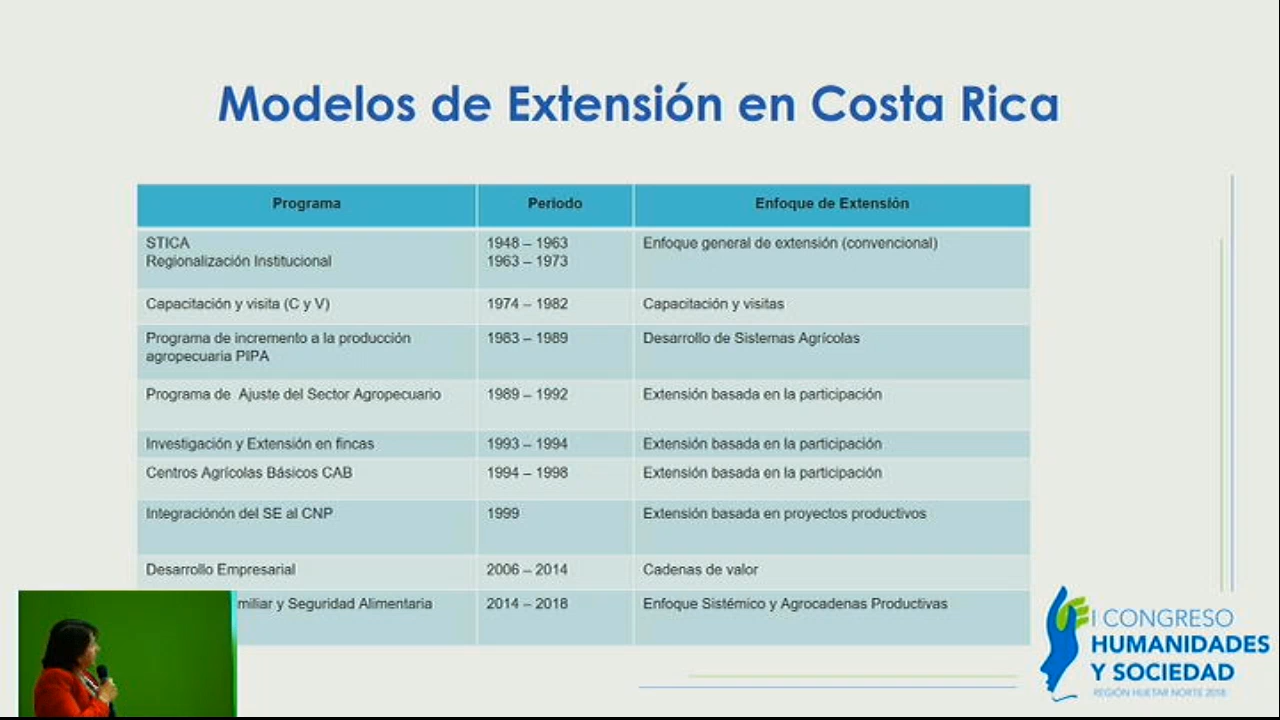 Modelos de Extensión en Costa Rica
Programa Periodo Enfoque de Extensión
STICA 1948 – 1963 Enfoque general de extensión (convencional)
Regionalización Institucional 1963 – 1973
Capacitación y visita (C y V) 1974 – 1982 Capacitación y visitas
Programa de incremento a la producción 1983 – 1989 Desarrollo de Sistemas Agrícolas
agropecuaria PIPA
Programa de Ajuste del Sector Agropecuario 1989 – 1992 Extensión basada en la participación
Investigación y Extensión en fincas 1993 – 1994 Extensión basada en la participación
Centros Agrícolas Básicos CAB 1994 – 1998 Extensión basada en la participación
Integraciónón del SE al CNP 1999 Extensión basada en proyectos productivos
Desarrollo Empresarial 2006 – 2014 Cadenas de valor
miliar y Seguridad Alimentaria 2014 – 2018 Enfoque Sistémico y Agrocadenas Productivas
I CONGRESO
HUMANIDADES
Y SOCIEDAD
REGIÓN HUETAR NORTE 2018